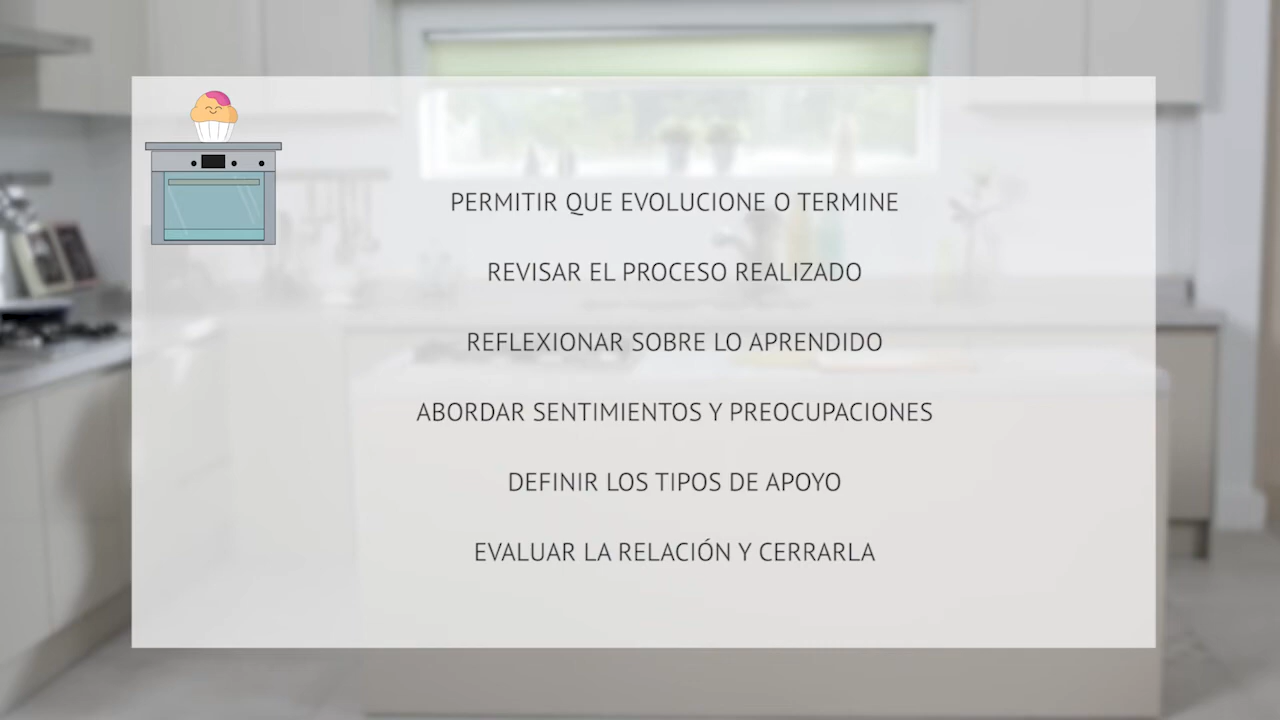 PERMITIR QUE EVOLUCIONE O TERMINE
REVISAR EL PROCESO REALIZADO
REFLEXIONAR SOBRE LO APRENDIDO
ABORDAR SENTIMIENTOS Y PREOCUPACIONES
DEFINIR LOS TIPOS DE APOYO
EVALUAR LA RELACIÓN Y CERRARLA